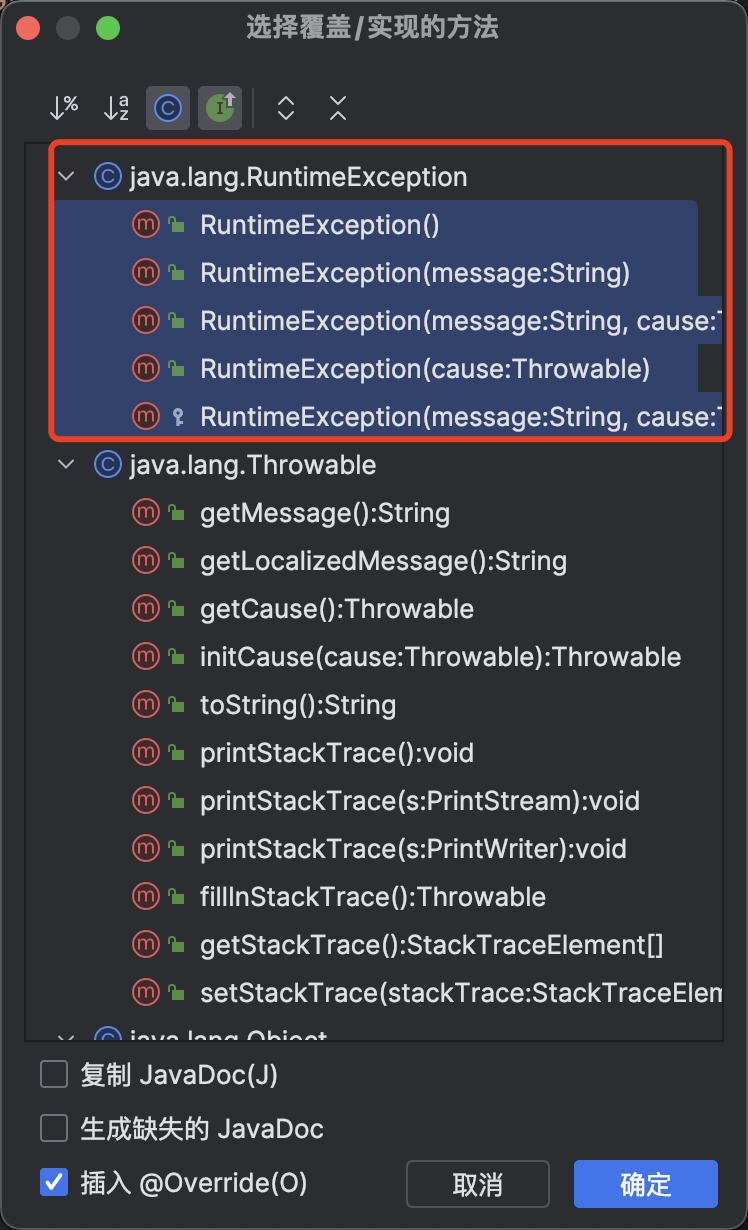 选择覆盖/实现的方法
java.lang.RuntimeException
RuntimeException()
RuntimeException(message:String)
RuntimeException(message:String, cause:
RuntimeException(cause:Throwable)
RuntimeException(message:String, cause:
java.lang.Throwable
getMessage():String
getLocalizedMessage():String
getCause():Throwable
initCause(cause:Throwable):Throwable
toString():String
printStackTrace():void
printStackTrace(s:PrintStream):void
printStackTrace(s:PrintWriter):void
fillInStackTrace():Throwable
getStackTrace():StackTraceElement[]
setStackTrace(stackTrace:StackTraceElem
java.lang.Object
复制 JavaDoc(J)
生成缺失的 JavaDoc
插入 @Override(O)
取消
确定